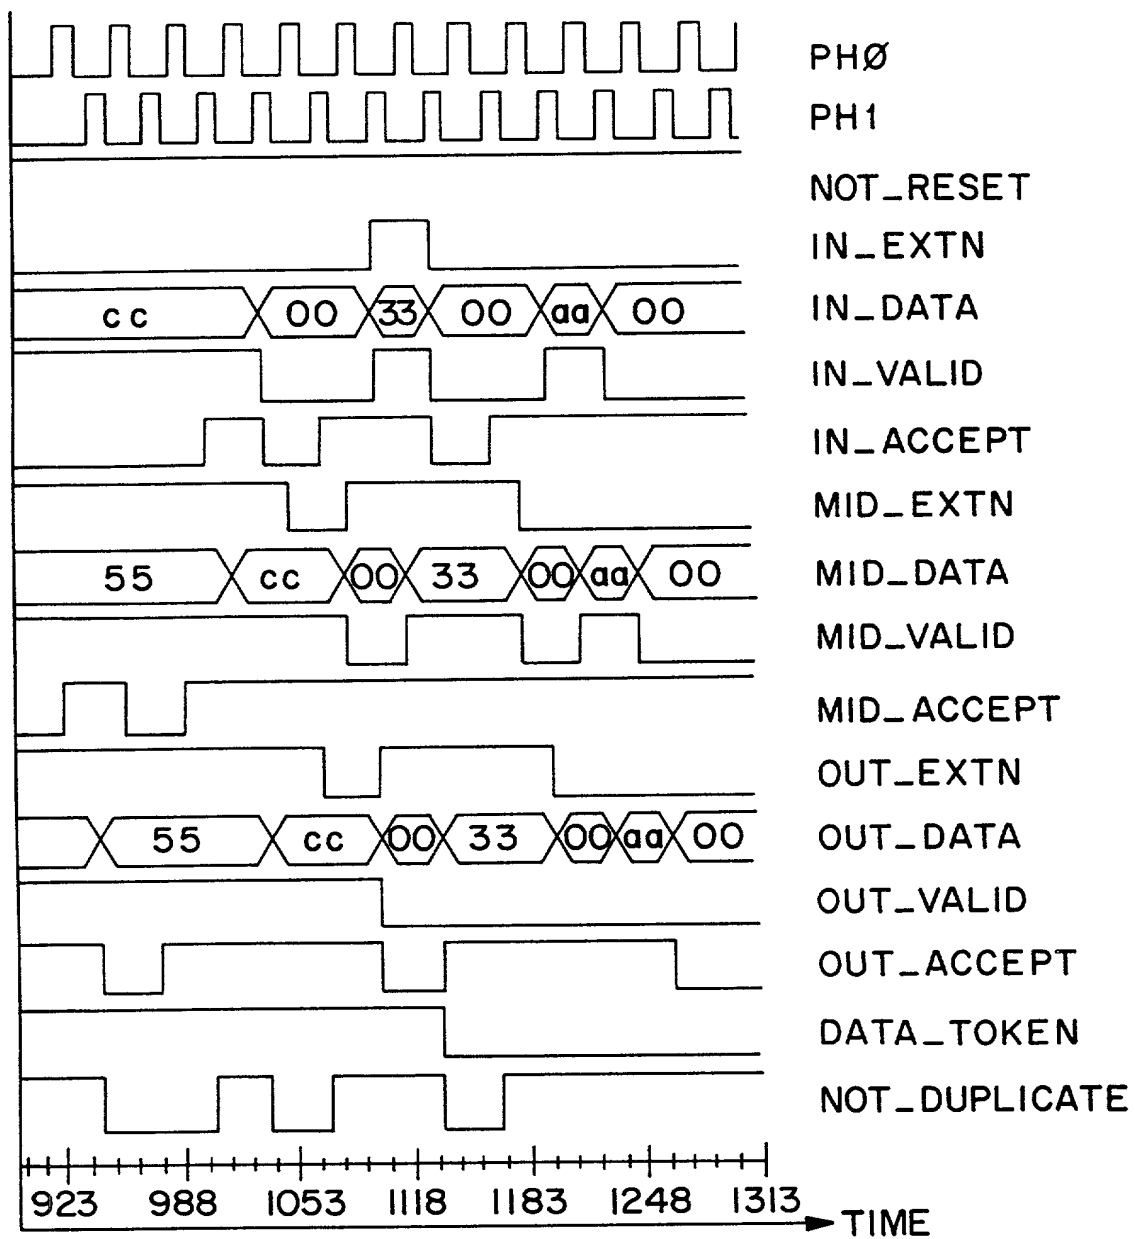 PHØ
PH1
NOT_RESET
IN_EXTN
cc 00 33 00 aa 00 IN_DATA
IN_VALID
IN_ACCEPT
MID_EXTN
55 cc 00 33 00 aa 00 MID_DATA
MID_VALID
MID_ACCEPT
OUT_EXTN
55 cc 00 33 00 aa 00 OUT_DATA
OUT_VALID
OUT_ACCEPT
DATA_TOKEN
NOT_DUPLICATE
923 988 1053 1118 1183 1248 1313
TIME